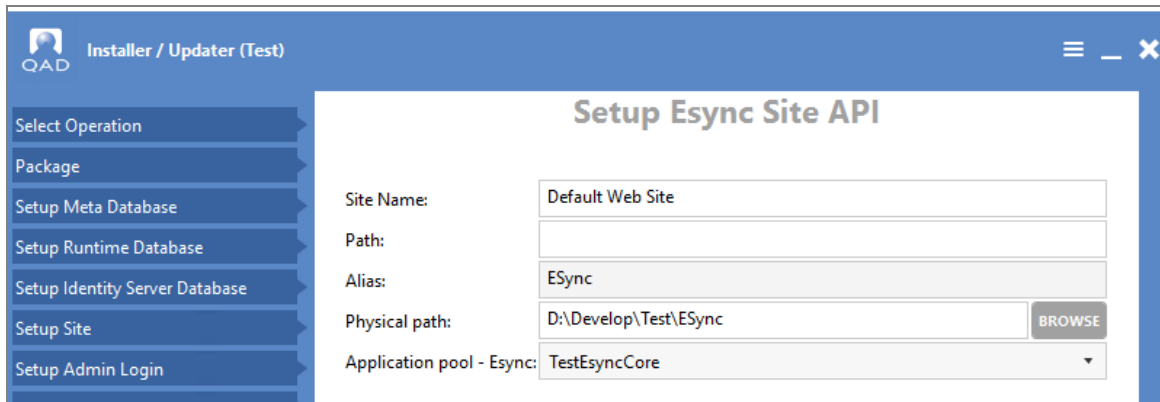 QAD
Installer / Updater (Test)
Select Operation
Package
Setup Meta Database
Setup Runtime Database
Setup Identity Server Database
Setup Site
Setup Admin Login
Setup Esync Site API
Site Name: Default Web Site
Path:
Alias: ESync
Physical path: D:\Develop\Test\ESync BROWSE
Application pool - Esync: TestEsyncCore